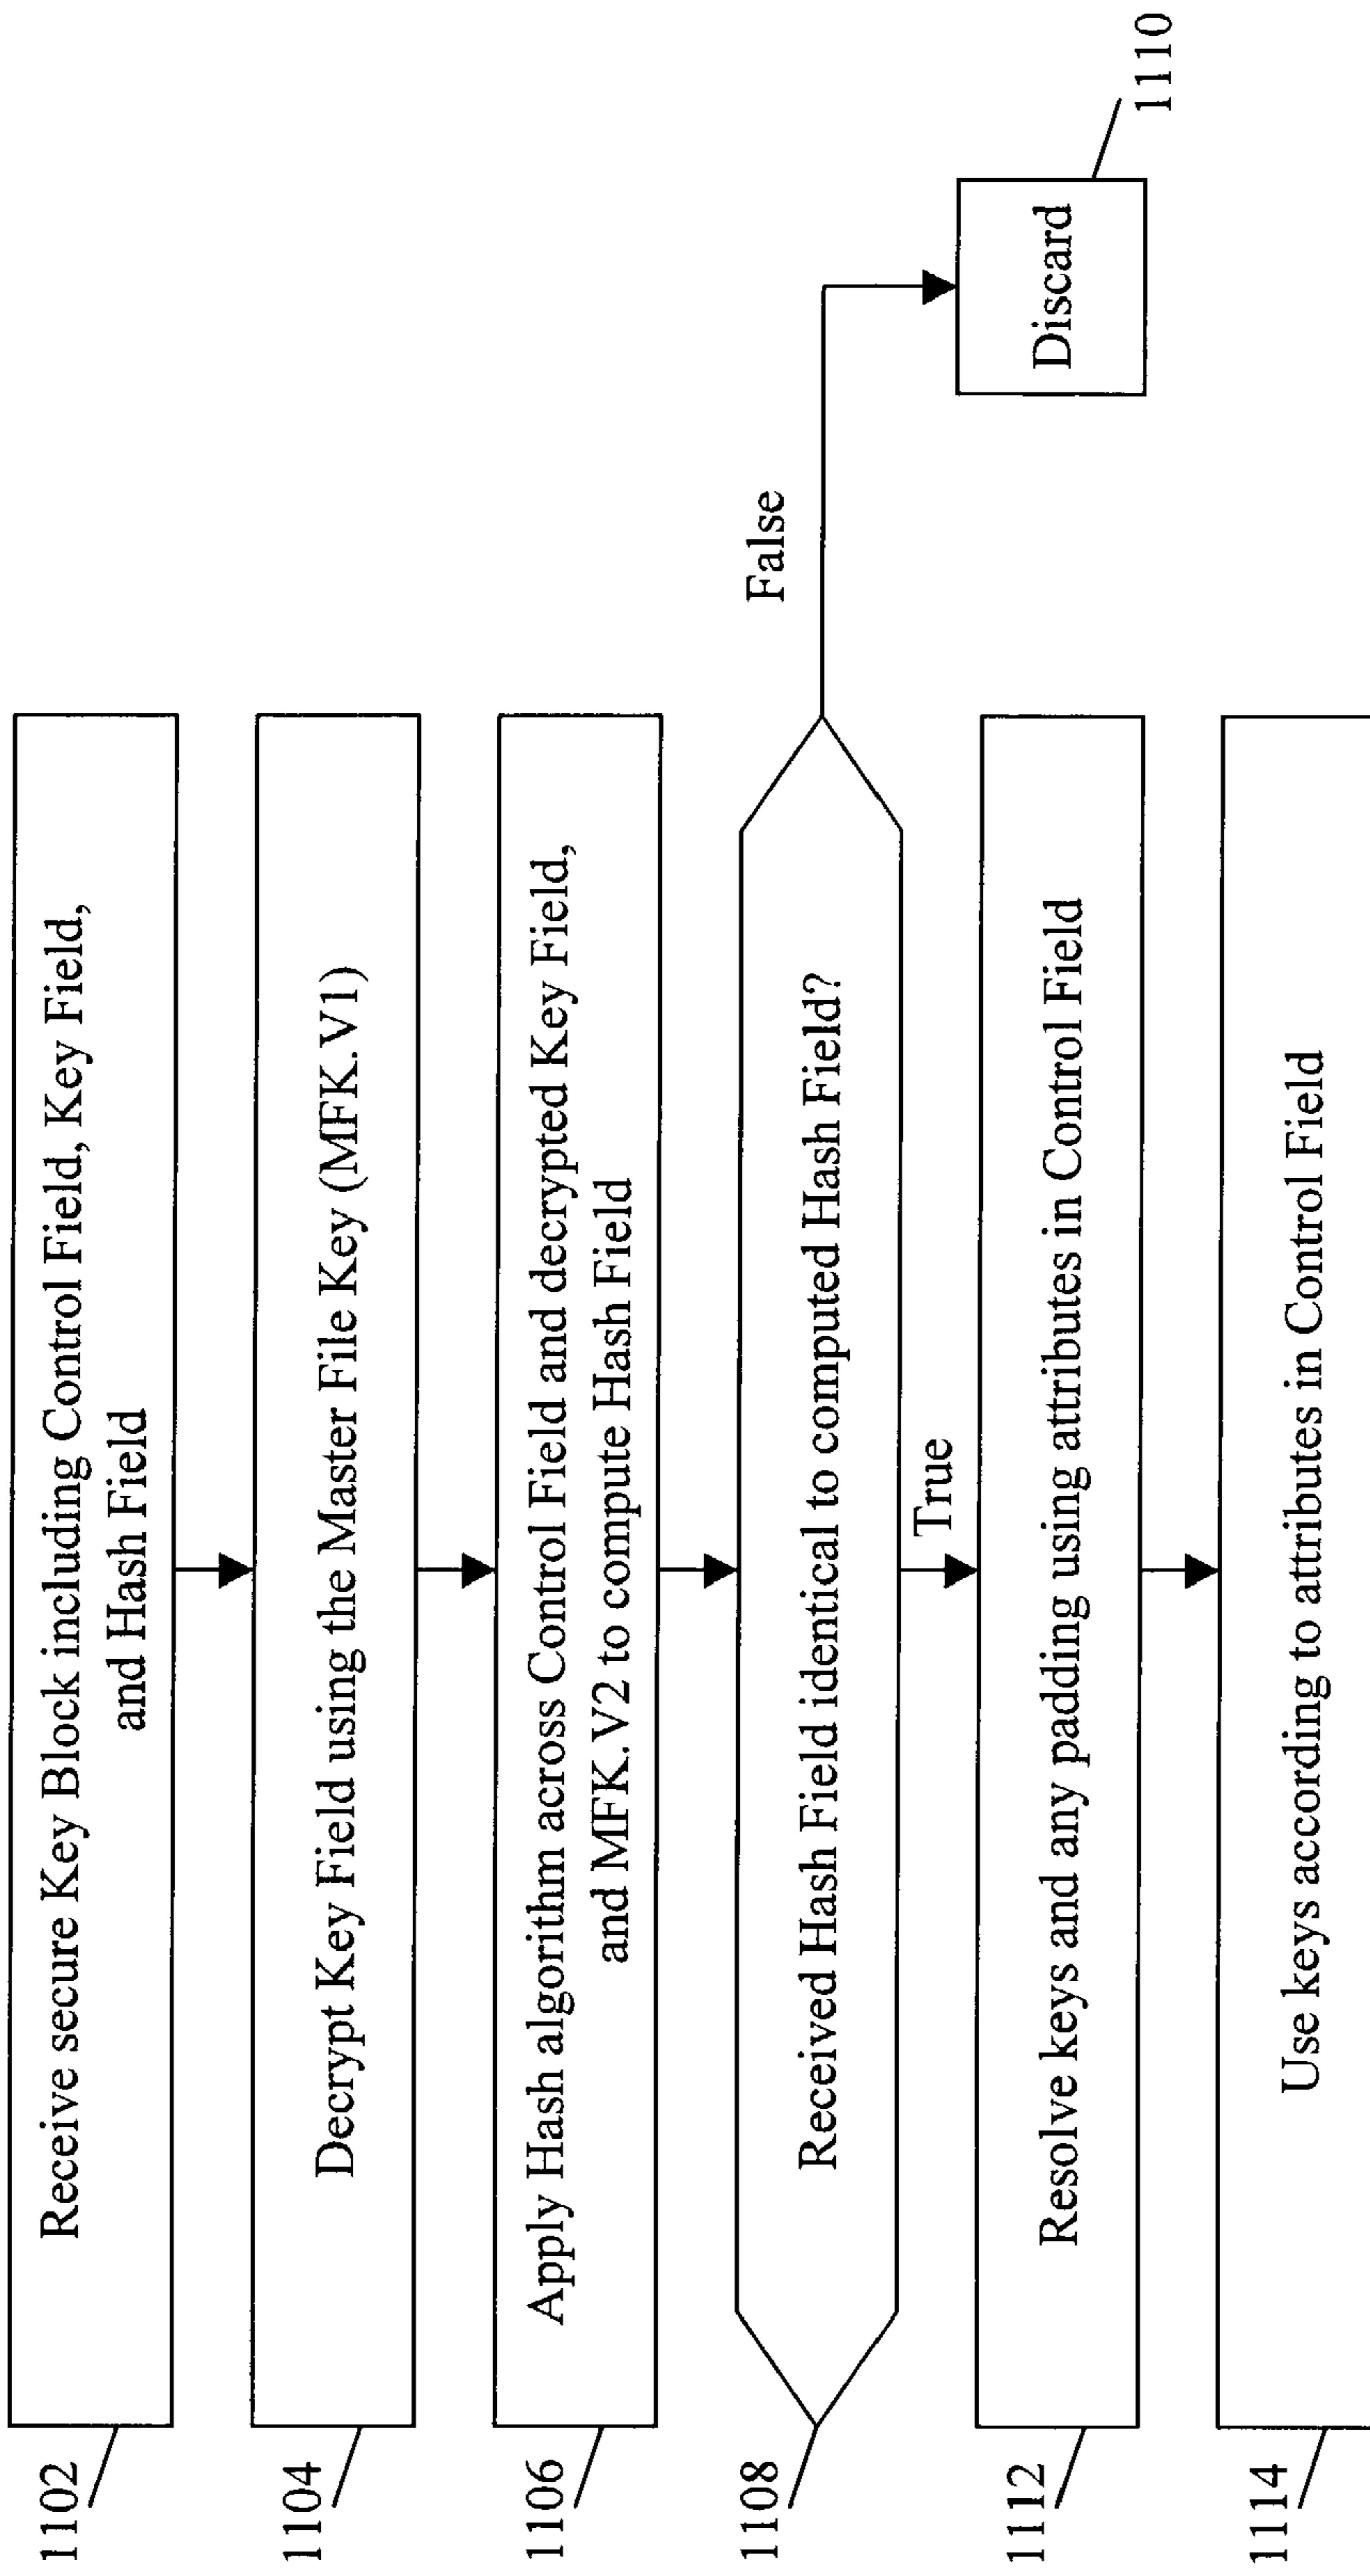 1102
Receive secure Key Block including Control Field, Key Field,
and Hash Field
1104
Decrypt Key Field using the Master File Key (MFK.V1)
1106
Apply Hash algorithm across Control Field and decrypted Key Field,
and MFK.V2 to compute Hash Field
1108
Received Hash Field identical to computed Hash Field?
False
True
Discard
1110
1112
Resolve keys and any padding using attributes in Control Field
1114
Use keys according to attributes in Control Field